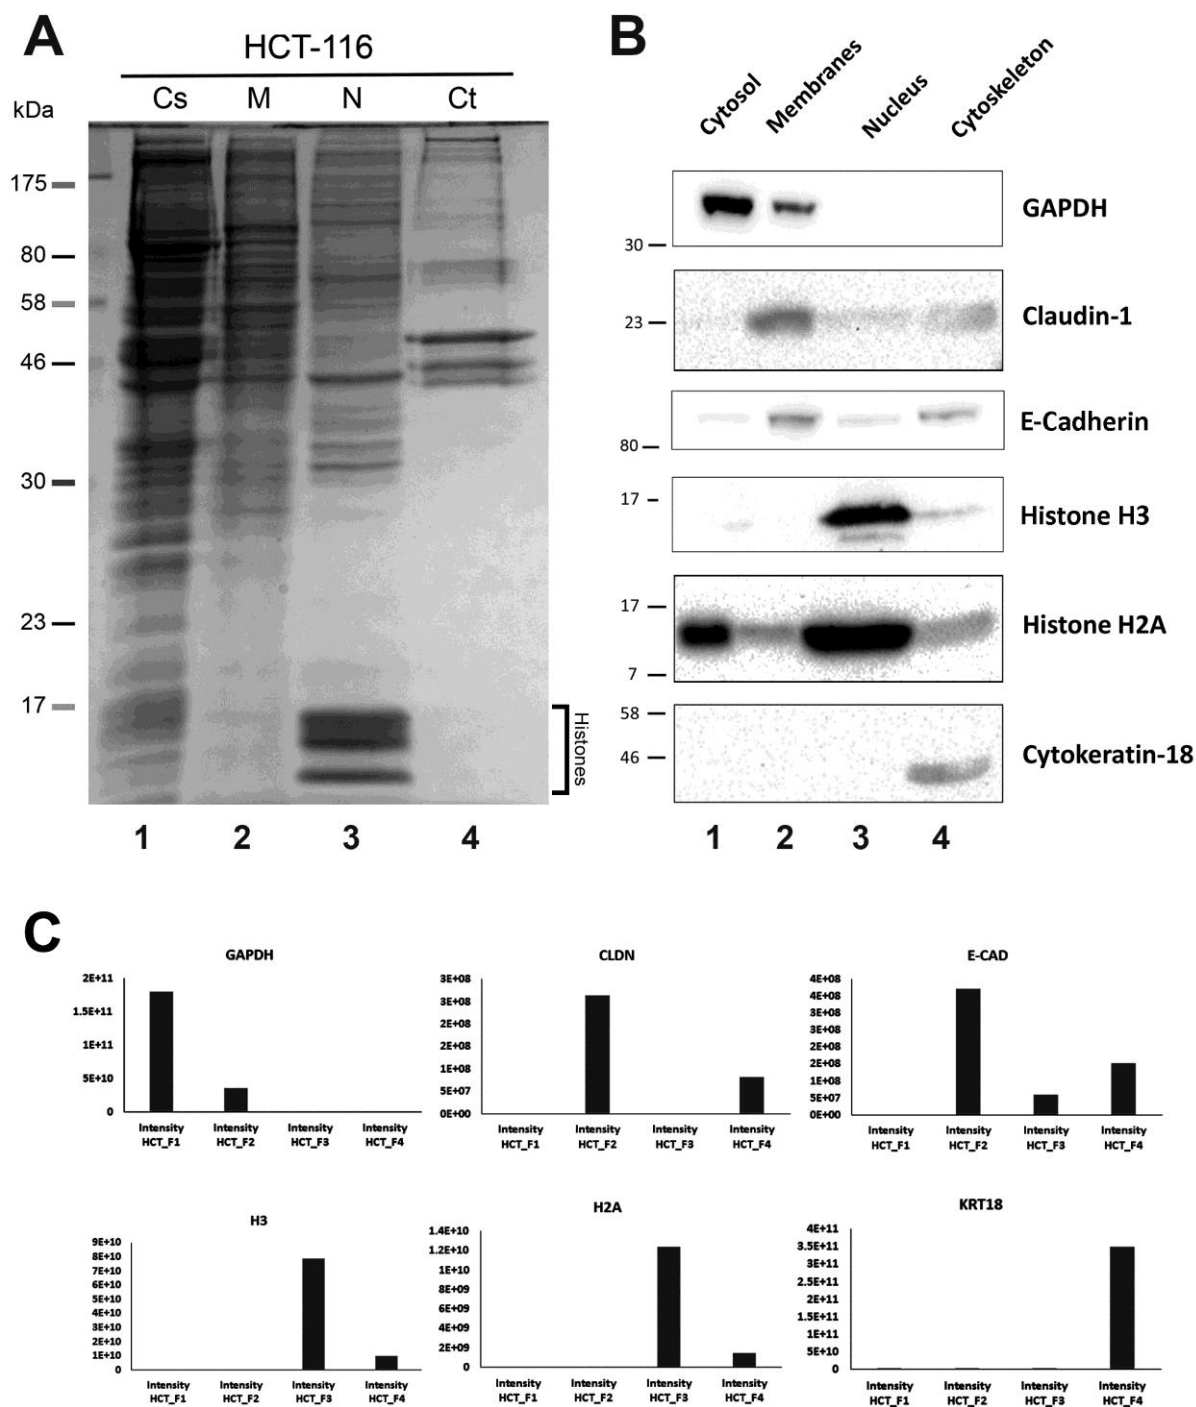 A
HCT-116
kDa
Cs M N Ct
175
80
58
46
30
23
17
Histones
1 2 3 4
B
Cytosol
Membranes
Nucleus
Cytoskeleton
30
GAPDH
23
Claudin-1
80
E-Cadherin
17
Histone H3
17
7
Histone H2A
58
46
Cytokeratin-18
1 2 3 4
C
GAPDH
2E+11
1.5E+11
1E+11
5E+10
0
Intensity Intensity Intensity Intensity
HCT_F1 HCT_F2 HCT_F3 HCT_F4
CLDN
3E+08
3E+08
2E+08
2E+08
1E+08
5E+07
0E+00
Intensity Intensity Intensity Intensity
HCT_F1 HCT_F2 HCT_F3 HCT_F4
E-CAD
4E+08
4E+08
3E+08
3E+08
2E+08
2E+08
1E+08
5E+07
0E+00
Intensity Intensity Intensity Intensity
HCT_F1 HCT_F2 HCT_F3 HCT_F4
H3
9E+10
8E+10
7E+10
6E+10
5E+10
4E+10
3E+10
2E+10
1E+10
0
Intensity Intensity Intensity Intensity
HCT_F1 HCT_F2 HCT_F3 HCT_F4
H2A
1.4E+10
1.2E+10
1E+10
8E+09
6E+09
4E+09
2E+09
0
Intensity Intensity Intensity Intensity
HCT_F1 HCT_F2 HCT_F3 HCT_F4
KRT18
4E+11
3.5E+11
3E+11
2.5E+11
2E+11
1.5E+11
1E+11
5E+10
0
Intensity Intensity Intensity Intensity
HCT_F1 HCT_F2 HCT_F3 HCT_F4